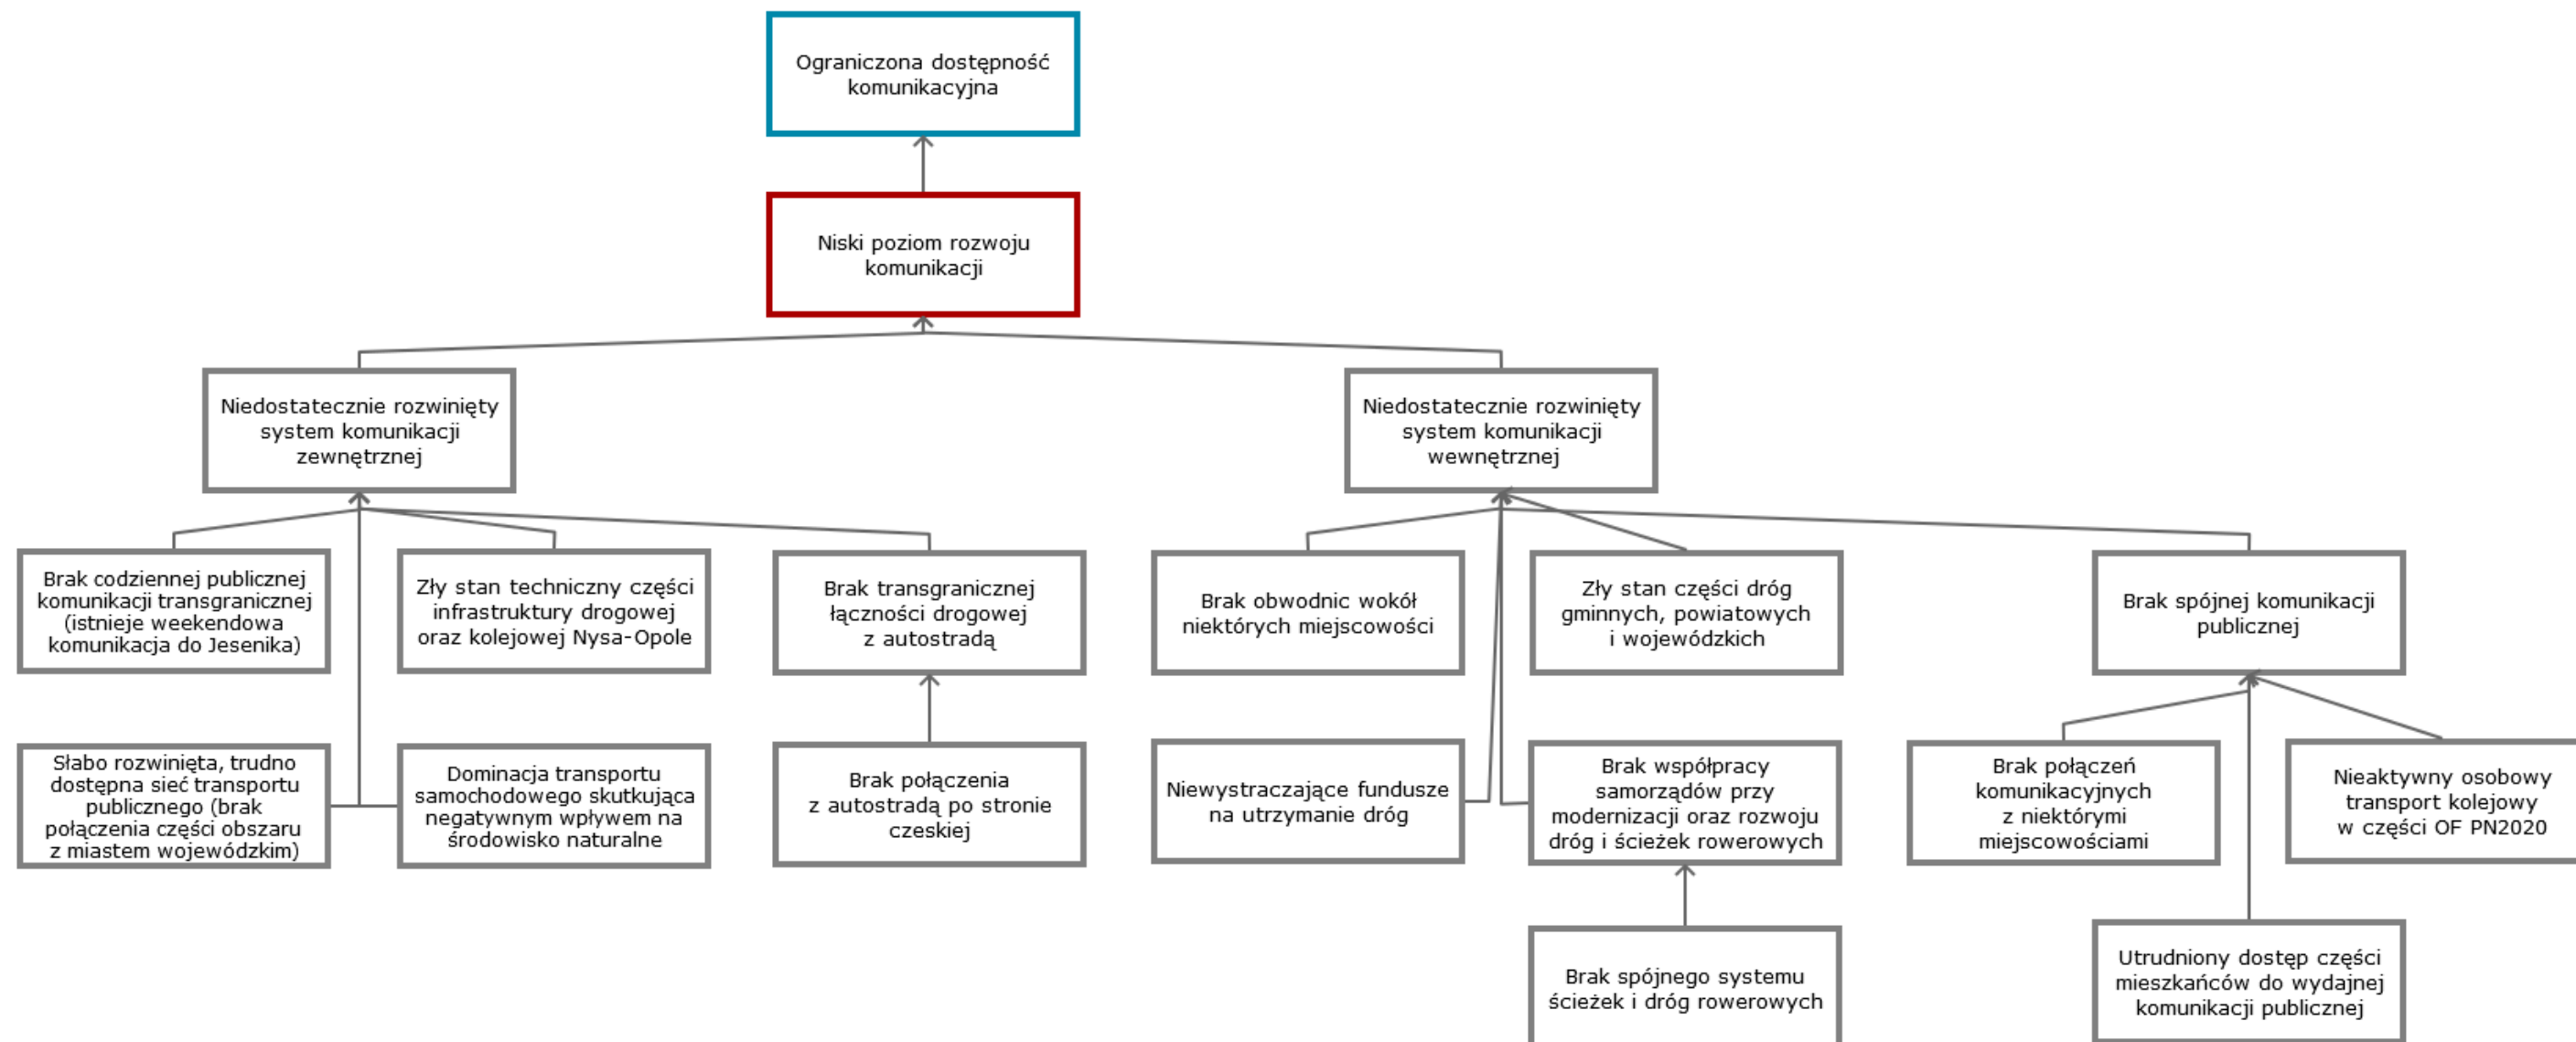 Ograniczona dostępność
komunikacyjna
Niski poziom rozwoju
komunikacji
Niedostatecznie rozwinięty
system komunikacji
zewnętrznej
Niedostatecznie rozwinięty
system komunikacji
wewnętrznej
Brak codziennej publicznej
komunikacji transgranicznej
(istnieje weekendowa
komunikacja do Jesenika)
Zły stan techniczny części
infrastruktury drogowej
oraz kolejowej Nysa-Opole
Brak transgranicznej
łączności drogowej
z autostradą
Brak obwodnic wokół
niektórych miejscowości
Zły stan części dróg
gminnych, powiatowych
i wojewódzkich
Brak spójnej komunikacji
publicznej
Słabo rozwinięta, trudno
dostępna sieć transportu
publicznego (brak
połączenia części obszaru
z miastem wojewódzkim)
Dominacja transportu
samochodowego skutkująca
negatywnym wpływem na
środowisko naturalne
Brak połączenia
z autostradą po stronie
czeskiej
Niewystraczające fundusze
na utrzymanie dróg
Brak współpracy
samorządów przy
modernizacji oraz rozwoju
dróg i ścieżek rowerowych
Brak połączeń
komunikacyjnych
z niektórymi
miejscowościami
Nieaktywny osobowy
transport kolejowy
w części OF PN2020
Brak spójnego systemu
ścieżek i dróg rowerowych
Utrudniony dostęp części
mieszkańców do wydajnej
komunikacji publicznej